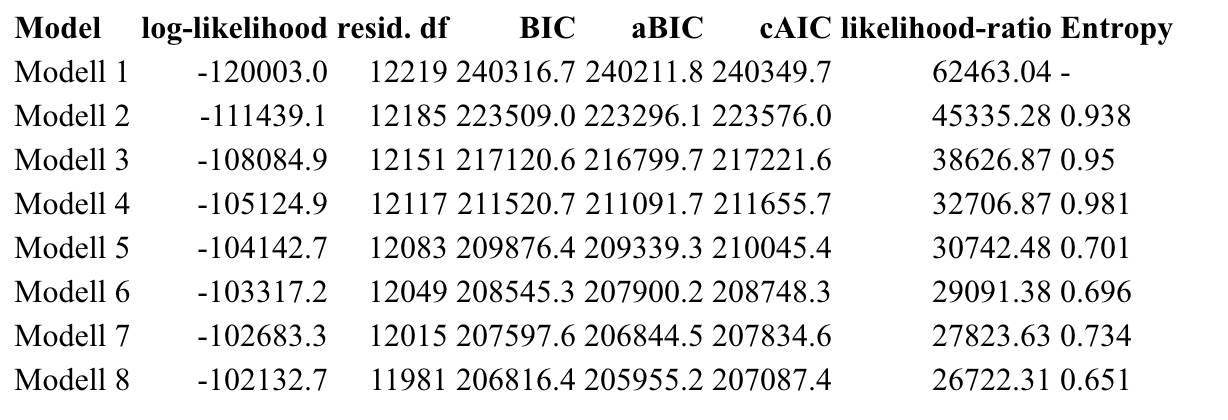 Model log-likelihood resid. df BIC aBIC cAIC likelihood-ratio Entropy
Modell 1 -120003.0 12219 240316.7 240211.8 240349.7 62463.04 -
Modell 2 -111439.1 12185 223509.0 223296.1 223576.0 45335.28 0.938
Modell 3 -108084.9 12151 217120.6 216799.7 217221.6 38626.87 0.95
Modell 4 -105124.9 12117 211520.7 211091.7 211655.7 32706.87 0.981
Modell 5 -104142.7 12083 209876.4 209339.3 210045.4 30742.48 0.701
Modell 6 -103317.2 12049 208545.3 207900.2 208748.3 29091.38 0.696
Modell 7 -102683.3 12015 207597.6 206844.5 207834.6 27823.63 0.734
Modell 8 -102132.7 11981 206816.4 205955.2 207087.4 26722.31 0.651